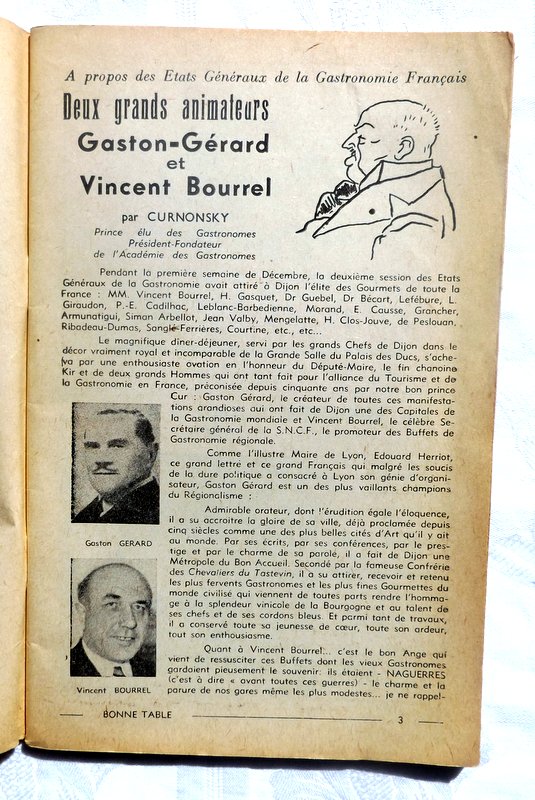 A propos des Etats Généraux de la Gastronomie Français
Deux grands animateurs
Gaston-Gérard
et
Vincent Bourrel
par CURNONSKY
Prince élu des Gastronomes
Président-Fondateur
de l'Académie des Gastronomes
Pendant la première semaine de Décembre, la deuxième session des Etats
Généraux de la Gastronomie avait attiré à Dijon l'élite des Gourmets de toute la
France : MM. Vincent Bourrel, H. Gasquet, Dr Guebel, Dr Bécart, Lefébure, L.
Giraudon, P.-E. Cadilhac, Leblanc-Barbedienne, Morand, E. Causse, Grancher,
Armunatigui, Simon Arbellot, Jean Valby, Mengelatte, H. Clos-Jouve, de Peslouan,
Ribadeau-Dumas, Sangle-Ferrières, Courtine, etc., etc...
Le magnifique dîner-déjeuner, servi par les grands Chefs de Dijon dans le
décor vraiment royal et incomparable de la Grande Salle du Palais des Ducs, s'ache-
va par une enthousiaste ovation en l'honneur du Député-Maire, le fin chanoine
Kir et de deux grands Hommes qui ont tant fait pour l'alliance du Tourisme et de
la Gastronomie en France, préconisée depuis cinquante ans par notre bon prince
Cur : Gaston Gérard, le créateur de toutes ces manifesta-
tions grandioses qui ont fait de Dijon une des Capitales de
la Gastronomie mondiale et Vincent Bourrel, le célèbre Se-
crétaire général de la S.N.C.F., le promoteur des Buffets de
Gastronomie régionale.
Comme l'illustre Maire de Lyon, Edouard Herriot,
ce grand lettré et ce grand Français qui malgré les soucis
de la dure politique a consacré à Lyon son génie d'organi-
sateur, Gaston Gérard est un des plus vaillants champions
du Régionalisme :
Admirable orateur, dont l'érudition égale l'éloquence,
il a su accroître la gloire de sa ville, déjà proclamée depuis
cinq siècles comme une des plus belles cités d'Art qu'il y ait
au monde. Par ses écrits, par ses conférences, par le pres-
tige et par le charme de sa parole, il a fait de Dijon une
Métropole du Bon Accueil. Secondé par la fameuse Confrérie
des Chevaliers du Tastevin, il a su attirer, recevoir et retenu
les plus fervents Gastronomes et les plus fines Gourmettes du
monde civilisé qui viennent de toutes parts rendre l'homma-
ge à la splendeur vinicole de la Bourgogne et au talent de
ses chefs et de ses cordons bleus. Et parmi tant de travaux,
il a conservé toute sa jeunesse de cœur, toute son ardeur,
tout son enthousiasme.
Quant à Vincent Bourrel... c'est le bon Ange qui
vient de ressusciter ces Buffets dont les vieux Gastronomes
gardaient pieusement le souvenir: ils étaient - NAGUERRES
(c'est à dire « avant toutes ces guerres) - le charme et la
parure de nos gares même les plus modestes... je ne rappel-
Gaston GERARD
Vincent BOURREL
BONNE TABLE
3